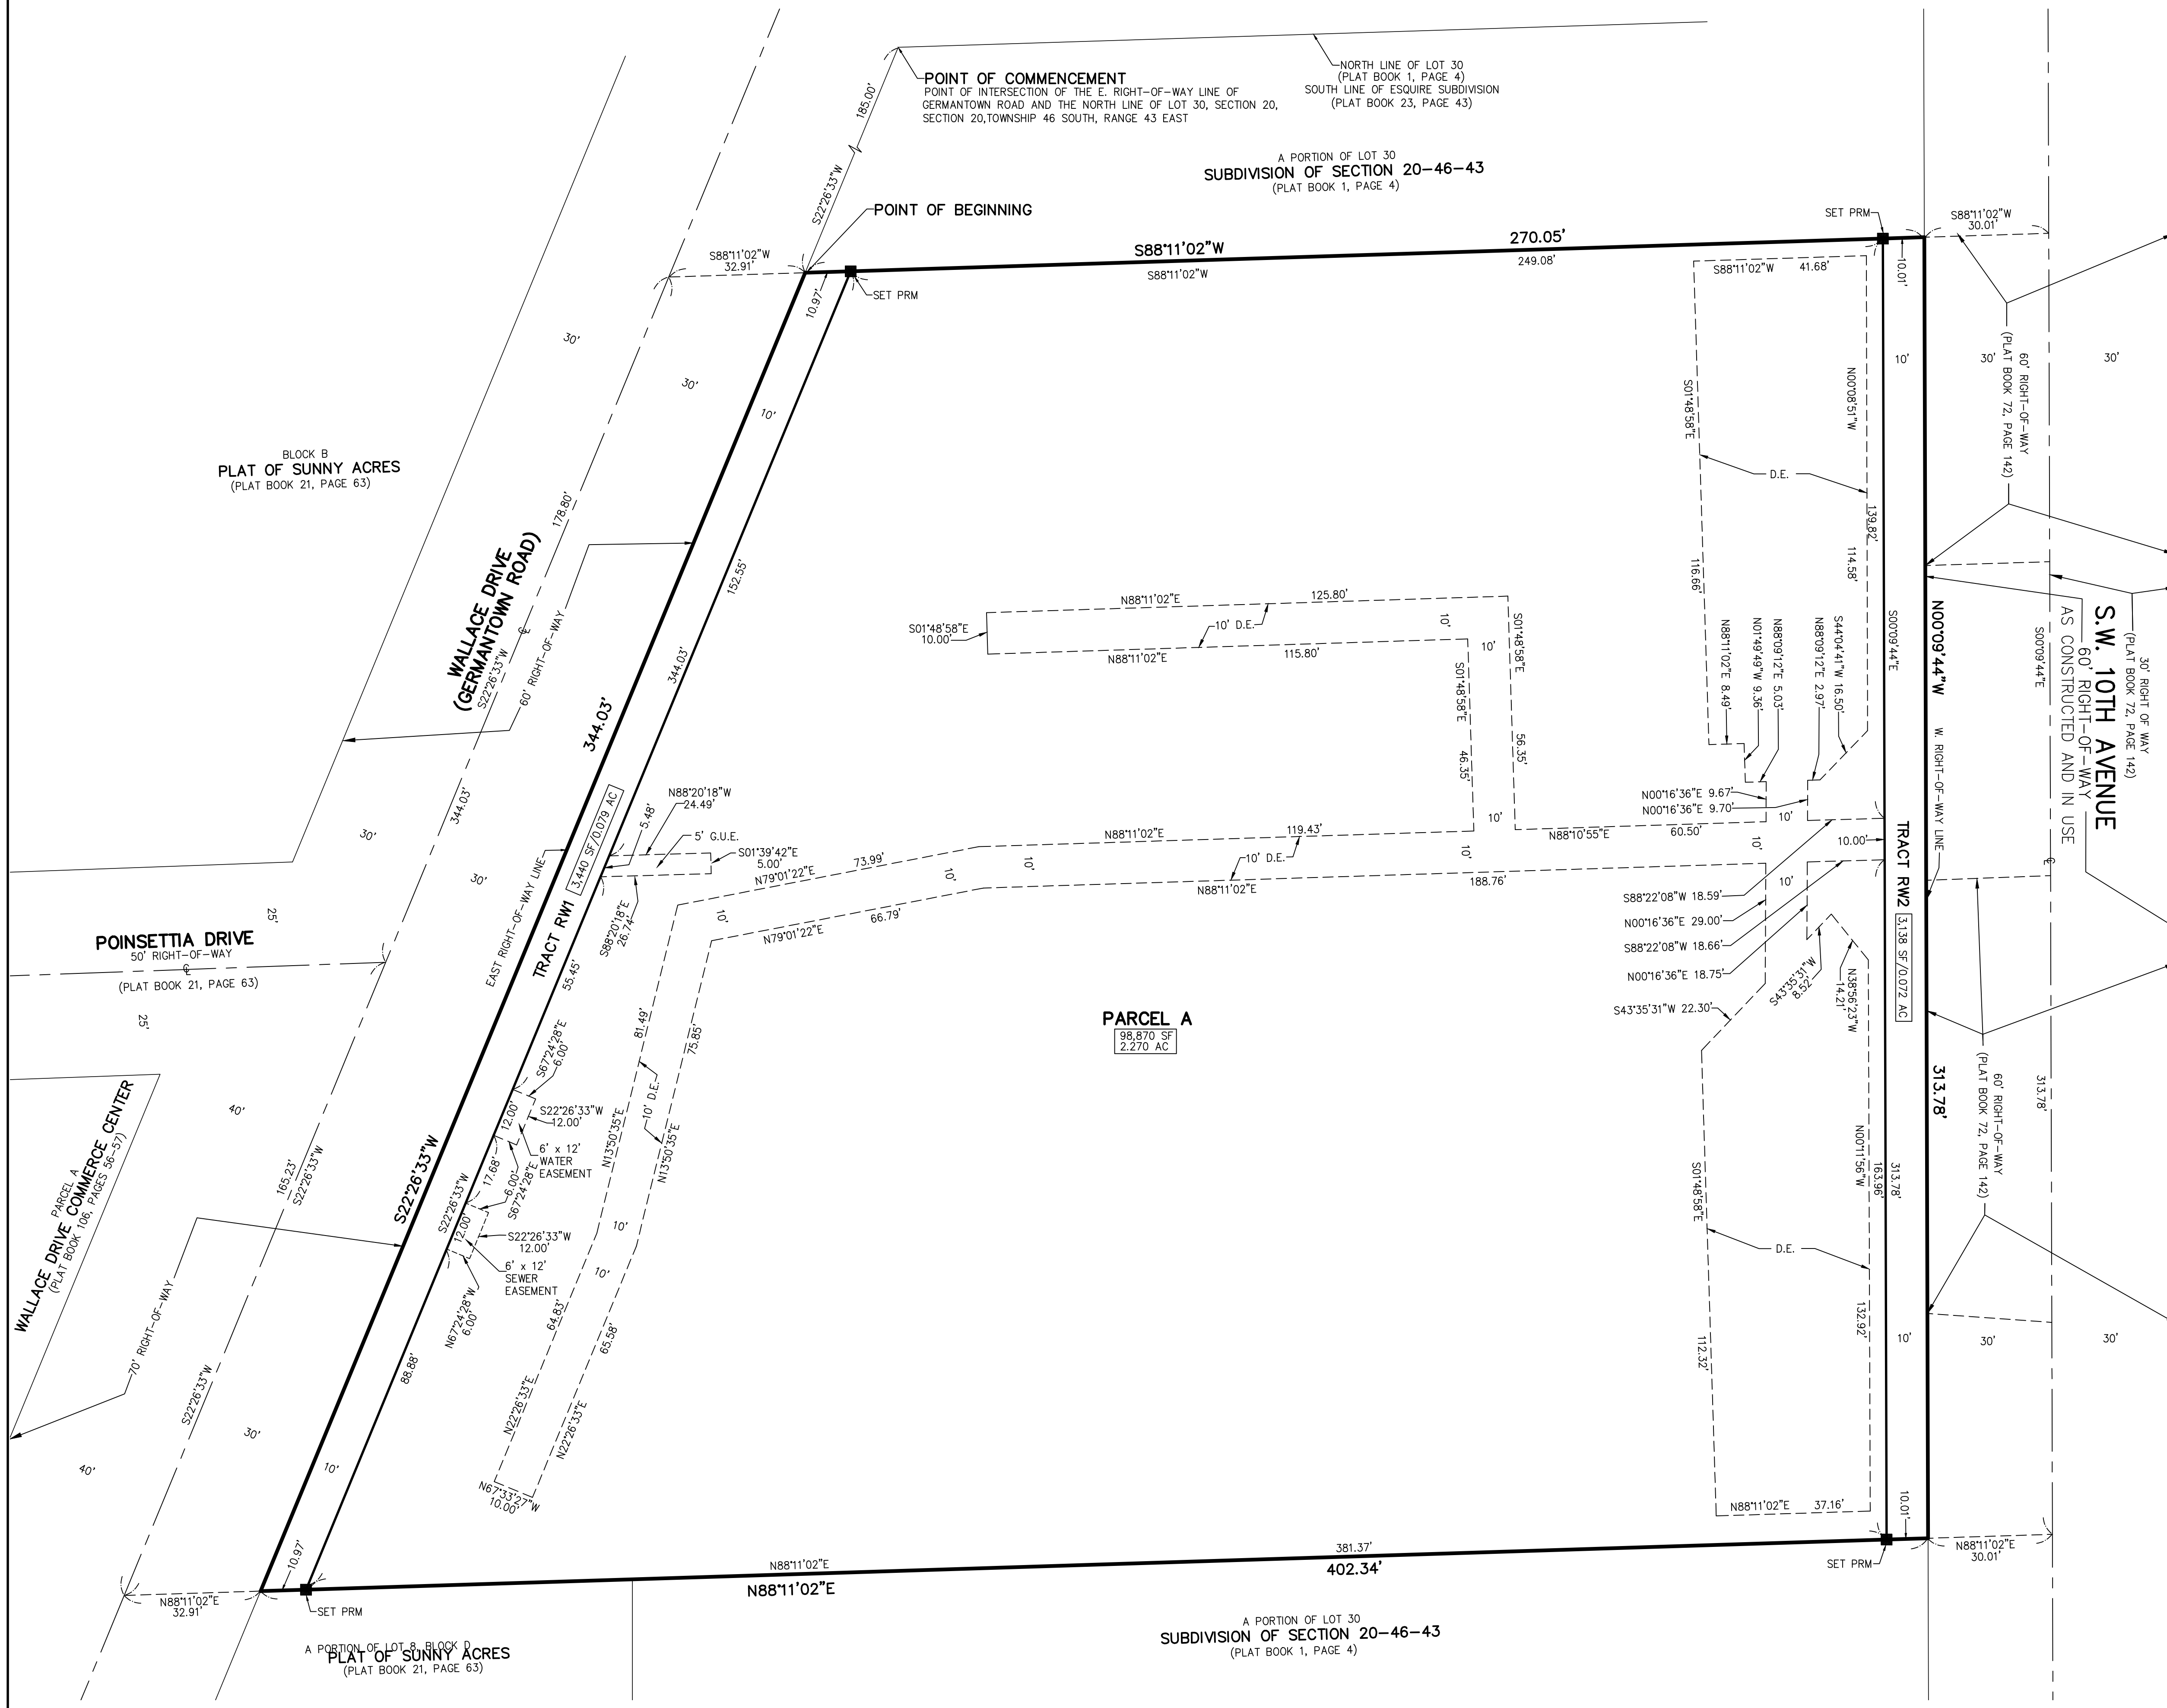 POINT OF COMMENCEMENT
POINT OF INTERSECTION OF THE E. RIGHT-OF-WAY LINE OF
GERMANTOWN ROAD AND THE NORTH LINE OF LOT 30, SECTION 20,
SECTION 20,TOWNSHIP 46 SOUTH, RANGE 43 EAST
NORTH LINE OF LOT 30
(PLAT BOOK 1, PAGE 4)
SOUTH LINE OF ESQUIRE SUBDIVISION
(PLAT BOOK 23, PAGE 43)
185.00'
S22°26'33"W
A PORTION OF LOT 30
SUBDIVISION OF SECTION 20-46-43
(PLAT BOOK 1, PAGE 4)
POINT OF BEGINNING
SET PRM
S88°11'02"W
30.01'
S88°11'02"W
32.91'
S88°11'02"W
270.05'
S88°11'02"W
249.08'
SET PRM
10.97'
10.01'
S88°11'02"W 41.68'
30'
30'
10'
10'
30'
30'
60' RIGHT-OF-WAY
(PLAT BOOK 72, PAGE 142)
BLOCK B
PLAT OF SUNNY ACRES
(PLAT BOOK 21, PAGE 63)
178.80'
WALLACE DRIVE
(GERMANTOWN ROAD)
S22°26'33"W
℄
60' RIGHT-OF-WAY
344.03'
344.03'
344.03'
152.55'
S01°48'58"E
116.66'
D.E.
N00°08'51"W
139.82'
114.58'
S00°09'44"E
N88°11'02"E
125.80'
S01°48'58"E
10.00'
10' D.E.
N88°11'02"E
115.80'
10'
10'
S01°48'58"E
56.35'
S01°48'58"E
46.35'
N88°11'02"E 8.49'
N01°49'49"W 9.36'
N88°09'12"E 5.03'
N88°09'12"E 2.97'
S44°04'41"W 16.50'
N00°16'36"E 9.67'
N00°16'36"E 9.70'
N00°09'44"W
W. RIGHT-OF-WAY LINE
S00°09'44"E
30' RIGHT OF WAY
(PLAT BOOK 72, PAGE 142)
S.W. 10TH AVENUE
60' RIGHT-OF-WAY
AS CONSTRUCTED AND IN USE
℄
N88°20'18"W
24.49'
5.48'
5' G.U.E.
S01°39'42"E
5.00'
S88°20'18"E
26.74'
3,440 SF/0.079 AC
TRACT RW1
EAST RIGHT-OF-WAY LINE
30'
30'
N79°01'22"E
73.99'
N88°11'02"E
119.43'
10'
N88°10'55"E
60.50'
10'
10'
10.00'
10'
10'
10'
10'
10' D.E.
N88°11'02"E
188.76'
10'
10'
N79°01'22"E
66.79'
TRACT RW2
3,138 SF/0.072 AC
S88°22'08"W 18.59'
N00°16'36"E 29.00'
S88°22'08"W 18.66'
N00°16'36"E 18.75'
S43°35'31"W
8.52'
N38°56'23"W
14.21'
S43°35'31"W 22.30'
25'
POINSETTIA DRIVE
50' RIGHT-OF-WAY
℄
(PLAT BOOK 21, PAGE 63)
25'
55.45'
81.49'
75.85'
PARCEL A
98,870 SF
2.270 AC
S67°24'28"E
6.00'
12.00'
S22°26'33"W
12.00'
6' x 12'
WATER
EASEMENT
10' D.E.
N13°50'35"E
N13°50'35"E
6.00'
S67°24'28"E
17.68'
S22°26'33"W
12.00'
S22°26'33"W
12.00'
6' x 12'
SEWER
EASEMENT
N67°24'28"W
6.00'
40'
PARCEL A
WALLACE DRIVE COMMERCE CENTER
(PLAT BOOK 106, PAGES 56-57)
165.23'
S22°26'33"W
S22°26'33"W
70' RIGHT-OF-WAY
10'
10'
64.83'
65.58'
N22°26'33"E
N22°26'33"E
N67°33'27"W
10.00'
88.88'
S22°26'33"W
30'
10'
40'
S01°48'58"E
112.32'
D.E.
N00°11'56"W
163.96'
313.78'
132.92'
313.78'
313.78'
60' RIGHT-OF-WAY
(PLAT BOOK 72, PAGE 142)
10'
30'
30'
N88°11'02"E 37.16'
10.01'
10.97'
N88°11'02"E
32.91'
SET PRM
N88°11'02"E
381.37'
N88°11'02"E
402.34'
SET PRM
N88°11'02"E
30.01'
A PORTION OF LOT 8, BLOCK D
PLAT OF SUNNY ACRES
(PLAT BOOK 21, PAGE 63)
A PORTION OF LOT 30
SUBDIVISION OF SECTION 20-46-43
(PLAT BOOK 1, PAGE 4)